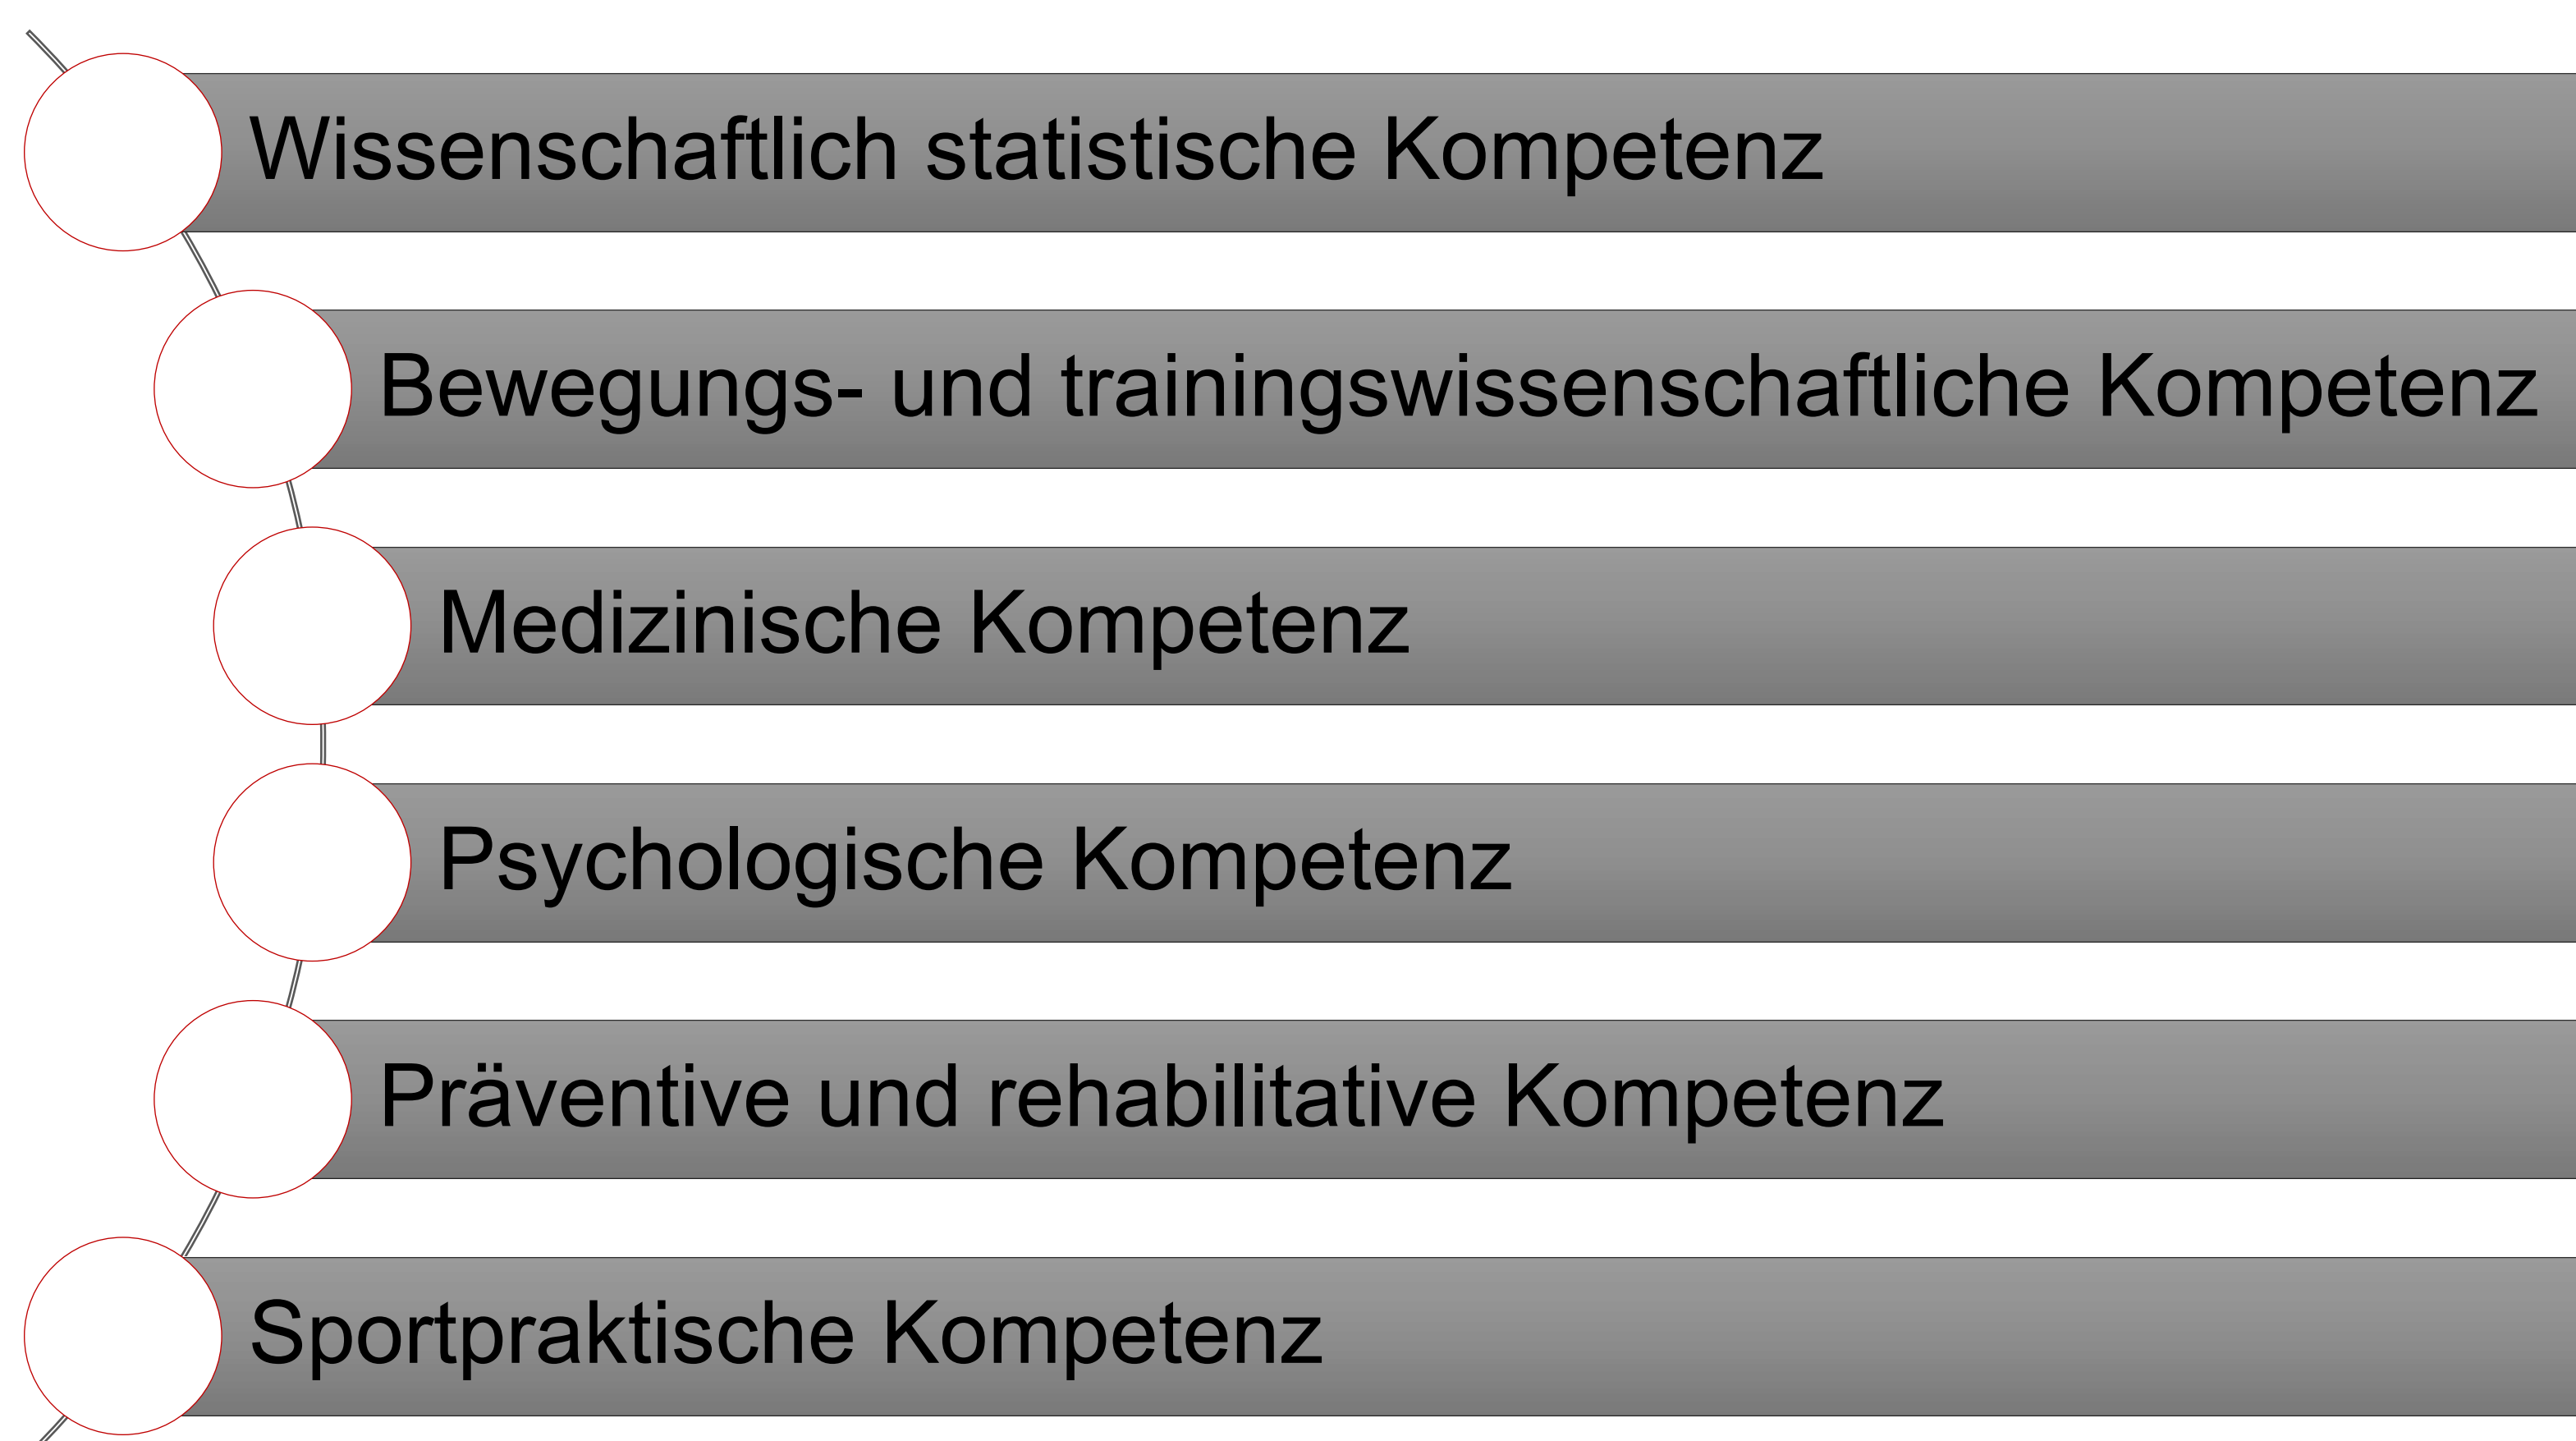 Wissenschaftlich statistische Kompetenz
Bewegungs- und trainingswissenschaftliche Kompetenz
Medizinische Kompetenz
Psychologische Kompetenz
Präventive und rehabilitative Kompetenz
Sportpraktische Kompetenz